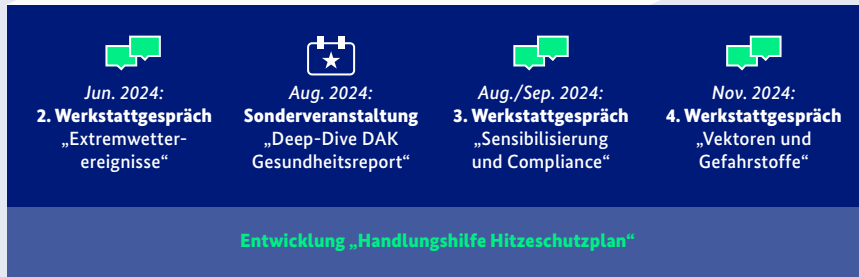 Jun. 2024:
2. Werkstattgespräch
„Extremwetter-
ereignisse“
Aug. 2024:
Sonderveranstaltung
„Deep-Dive DAK
Gesundheitsreport“
Aug./Sep. 2024:
3. Werkstattgespräch
„Sensibilisierung
und Compliance“
Nov. 2024:
4. Werkstattgespräch
„Vektoren und
Gefahrstoffe“
Entwicklung „Handlungshilfe Hitzeschutzplan“